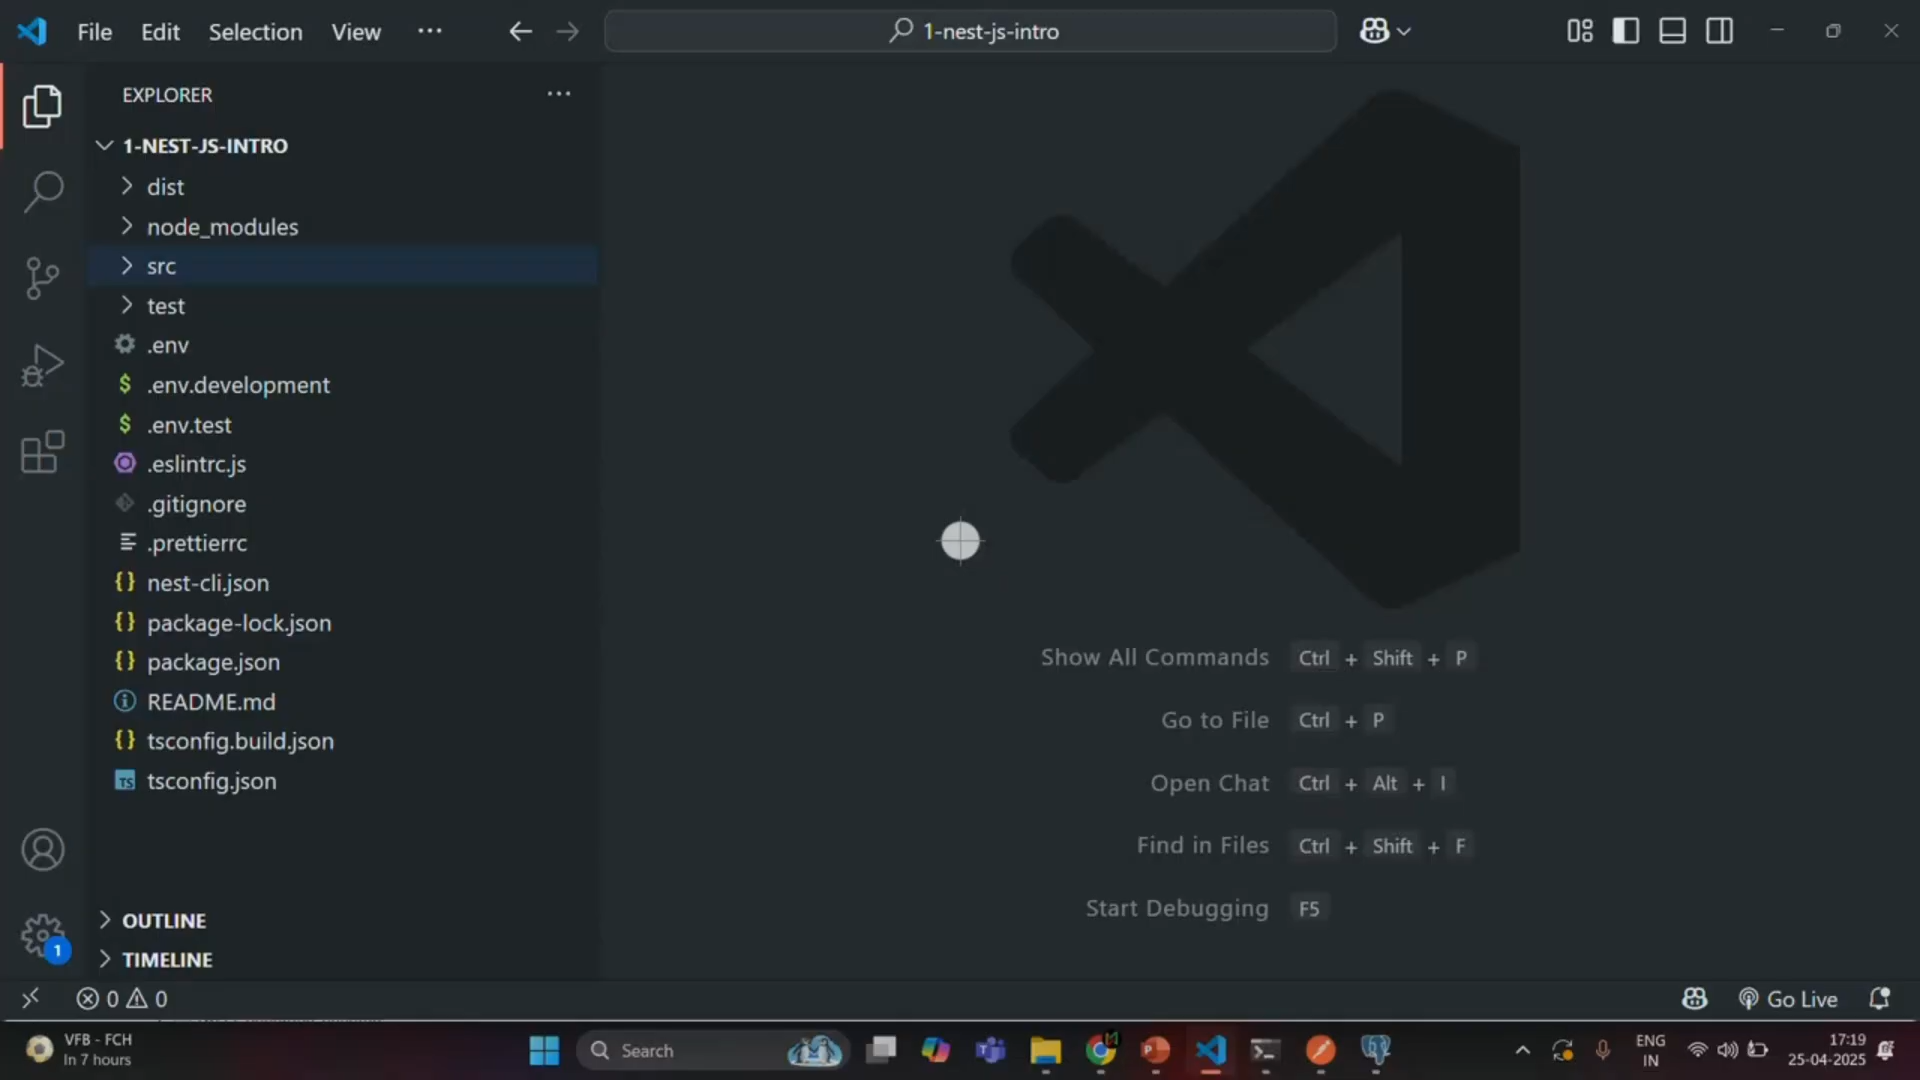 File Edit Selection View ···
1-nest-js-intro
EXPLORER
1-NEST-JS-INTRO
dist
node_modules
src
test
.env
$ .env.development
$ .env.test
.eslintrc.js
.gitignore
.prettierrc
{} nest-cli.json
{} package-lock.json
{} package.json
README.md
{} tsconfig.build.json
TS tsconfig.json
Show All Commands Ctrl + Shift + P
Go to File Ctrl + P
Open Chat Ctrl + Alt + I
Find in Files Ctrl + Shift + F
Start Debugging F5
1
OUTLINE
TIMELINE
0 0
Go Live
VFB - FCH
In 7 hours
Search
ENG
IN
17:19
25-04-2025